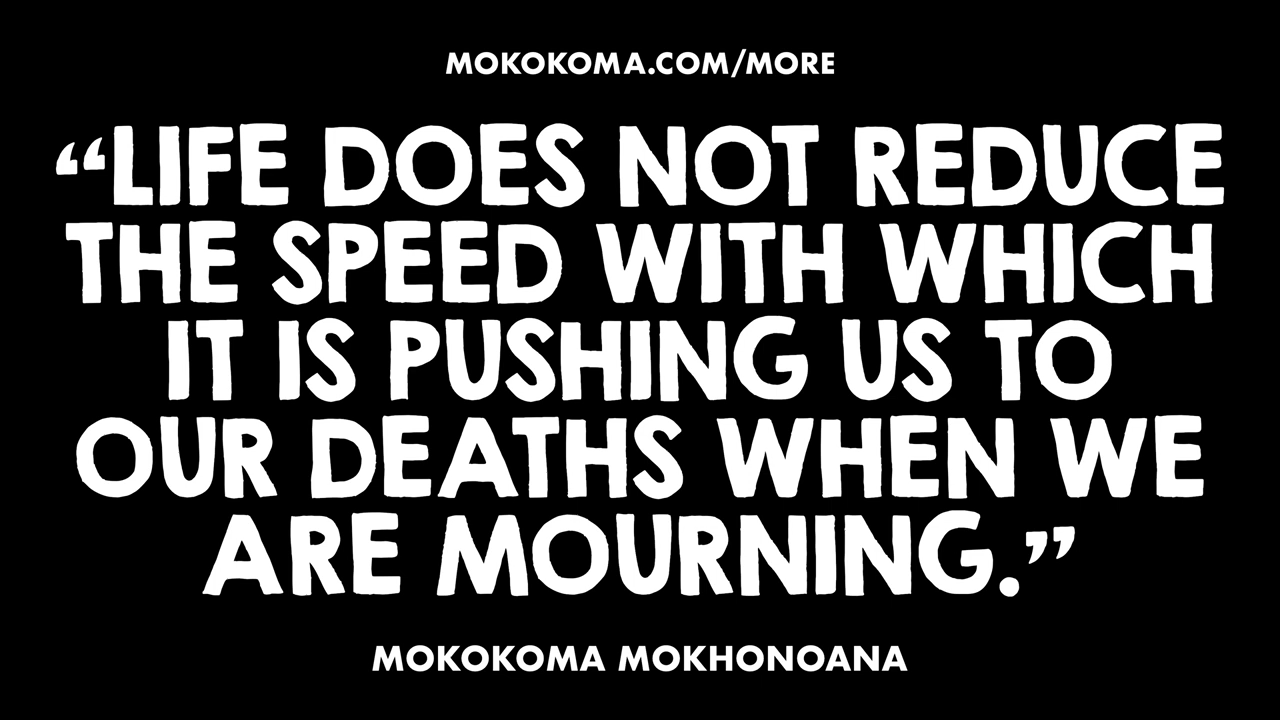 MOKOKOMA.COM/MORE
“LIFE DOES NOT REDUCE
THE SPEED WITH WHICH
IT IS PUSHING US TO
OUR DEATHS WHEN WE
ARE MOURNING.”
MOKOKOMA MOKHONOANA